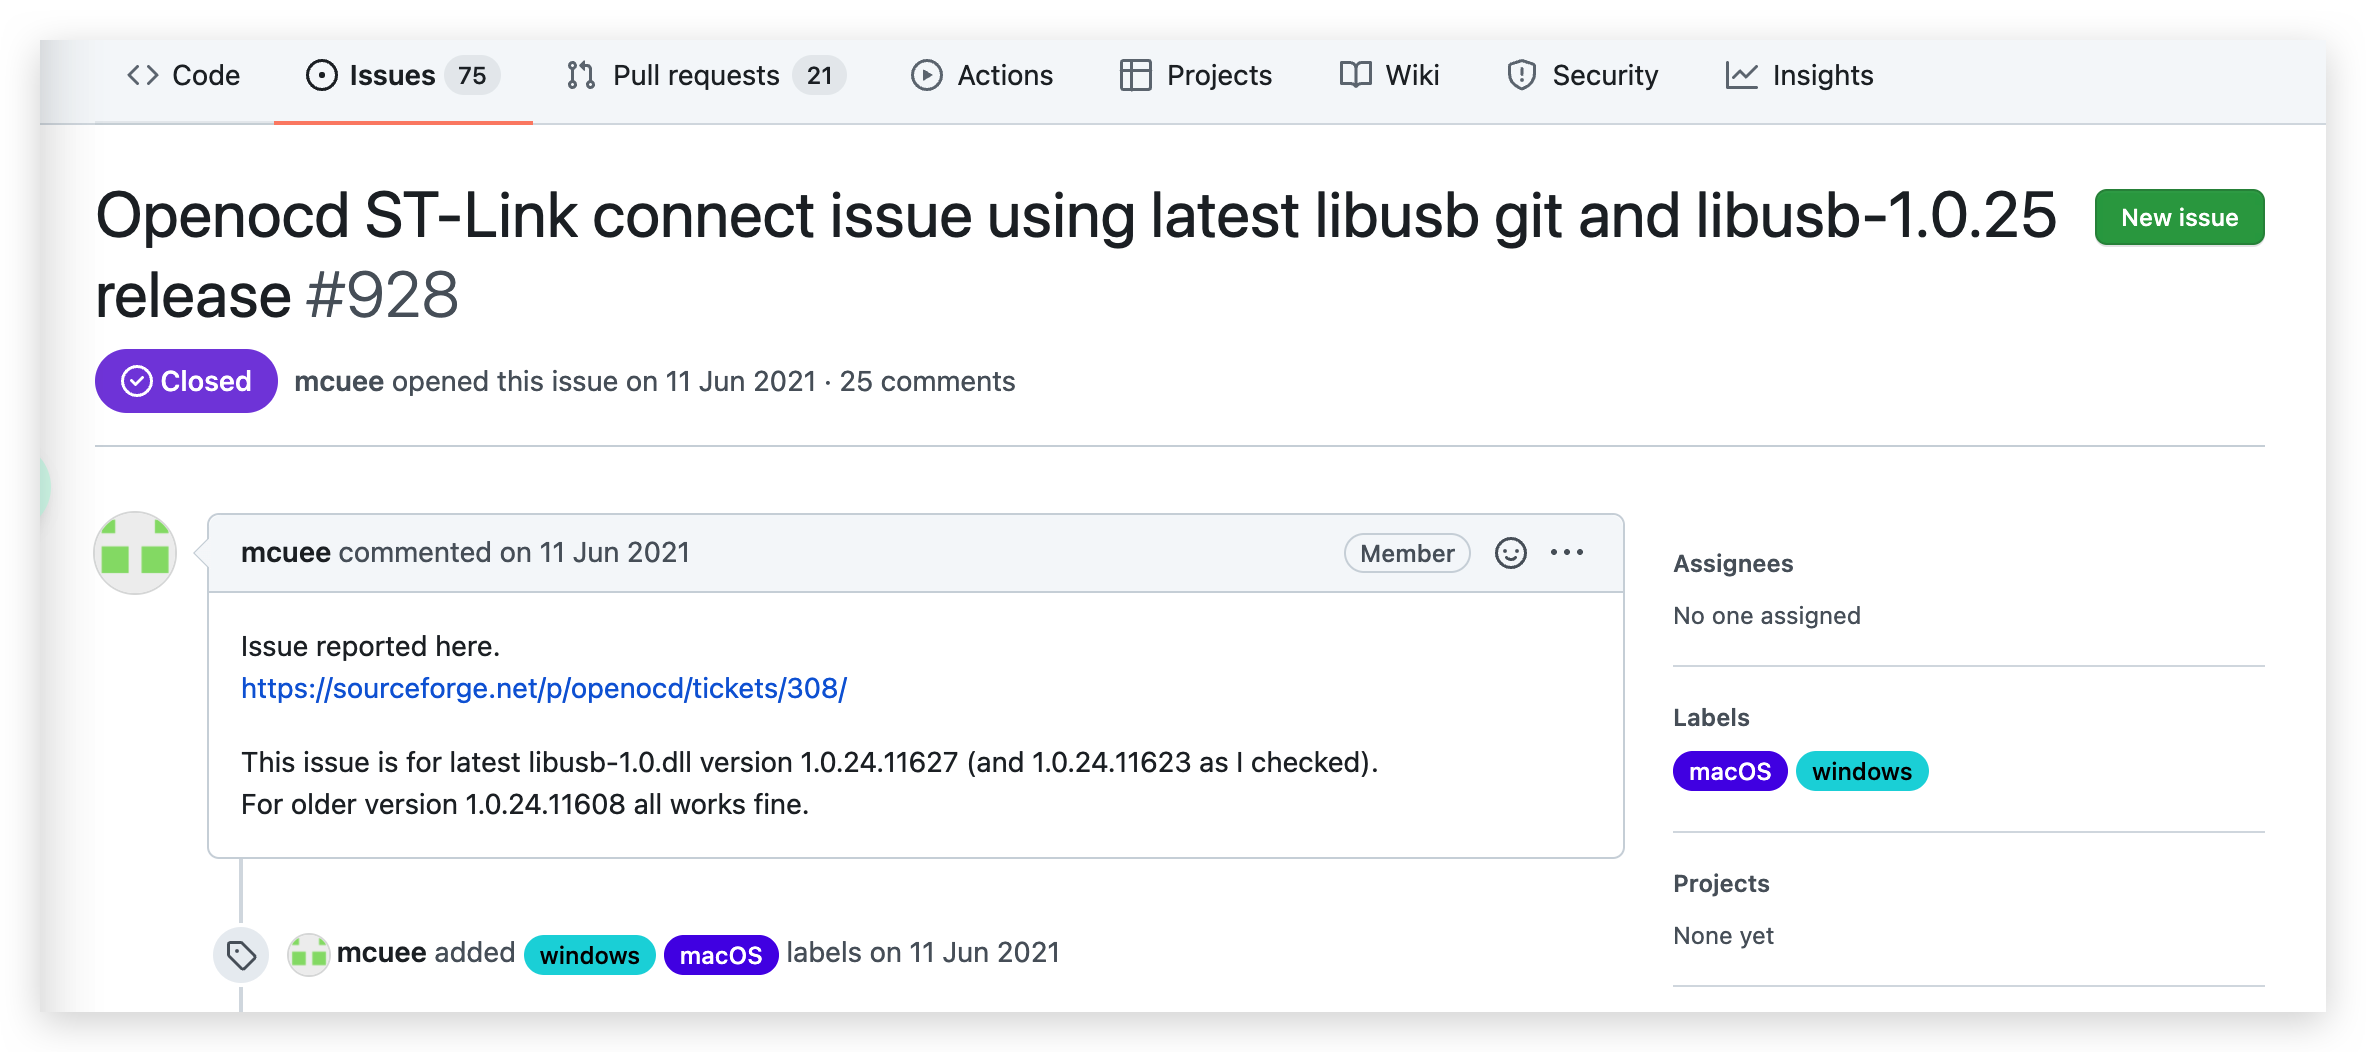 Code Issues 75 Pull requests 21 Actions Projects Wiki Security Insights
Openocd ST-Link connect issue using latest libusb git and libusb-1.0.25
release #928
New issue
Closed mcuee opened this issue on 11 Jun 2021 · 25 comments
mcuee commented on 11 Jun 2021 Member
Issue reported here.
https://sourceforge.net/p/openocd/tickets/308/
This issue is for latest libusb-1.0.dll version 1.0.24.11627 (and 1.0.24.11623 as I checked).
For older version 1.0.24.11608 all works fine.
mcuee added windows macOS labels on 11 Jun 2021
Assignees
No one assigned
Labels
macOS windows
Projects
None yet